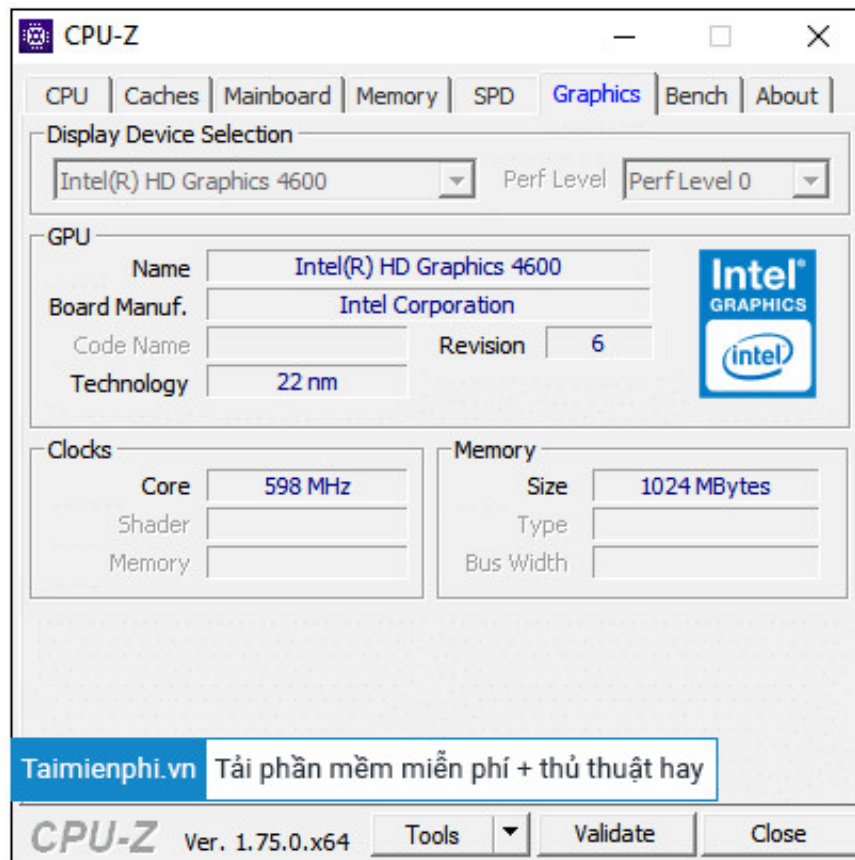 CPU-Z
CPU Caches Mainboard Memory SPD Graphics Bench About
Display Device Selection
Intel(R) HD Graphics 4600 Perf Level Perf Level 0
GPU
Name Intel(R) HD Graphics 4600
Board Manuf. Intel Corporation
Code Name Revision 6
Technology 22 nm
Intel®
GRAPHICS
intel
Clocks
Core 598 MHz
Shader
Memory
Memory
Size 1024 MBytes
Type
Bus Width
Taimienphi.vn Tải phần mềm miễn phí + thủ thuật hay
CPU-Z Ver. 1.75.0.x64 Tools Validate Close